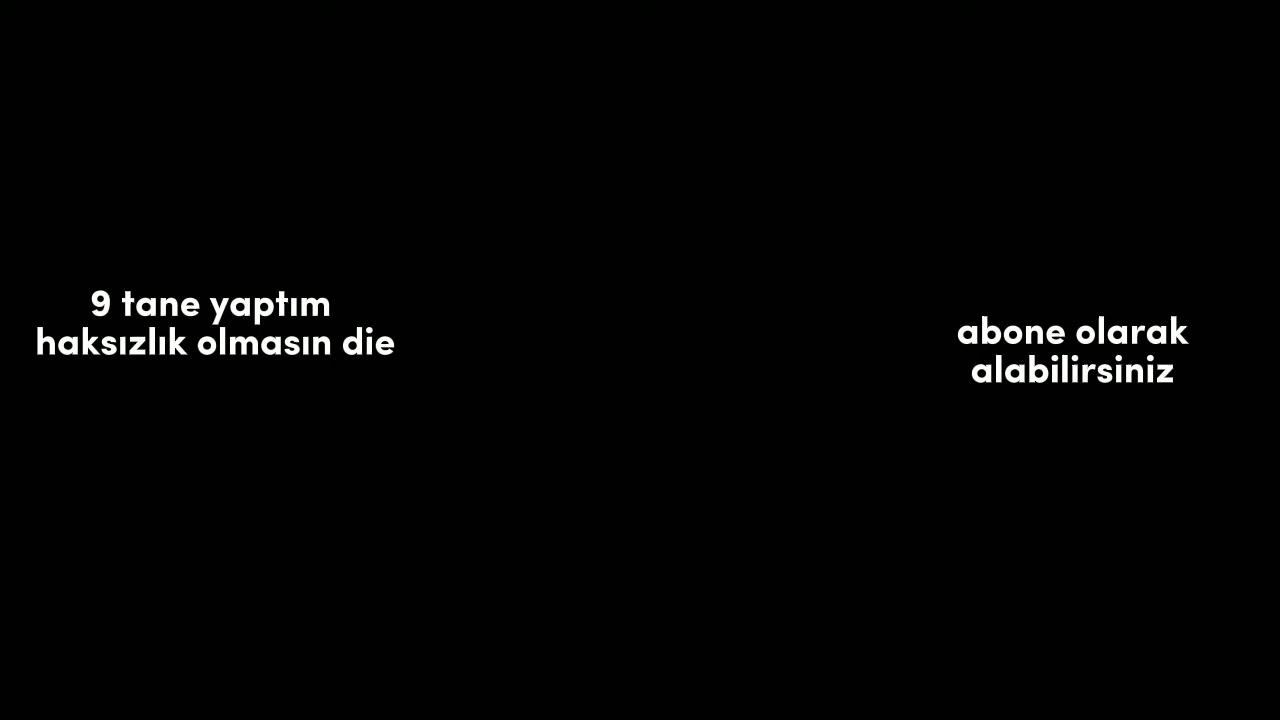 9 tane yaptım
haksızlık olmasın die
abone olarak
alabilirsiniz